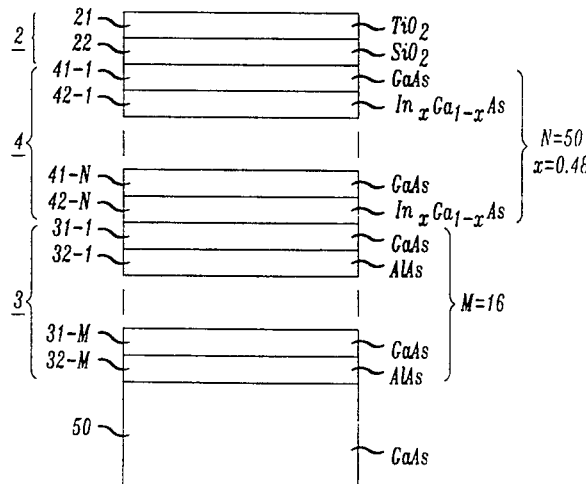 2
21
TiO2
22
SiO2
41-1
GaAs
42-1
InxGa1-xAs
4
N=50
x=0.48
41-N
GaAs
42-N
InxGa1-xAs
31-1
GaAs
32-1
AlAs
3
M=16
31-M
GaAs
32-M
AlAs
50
GaAs